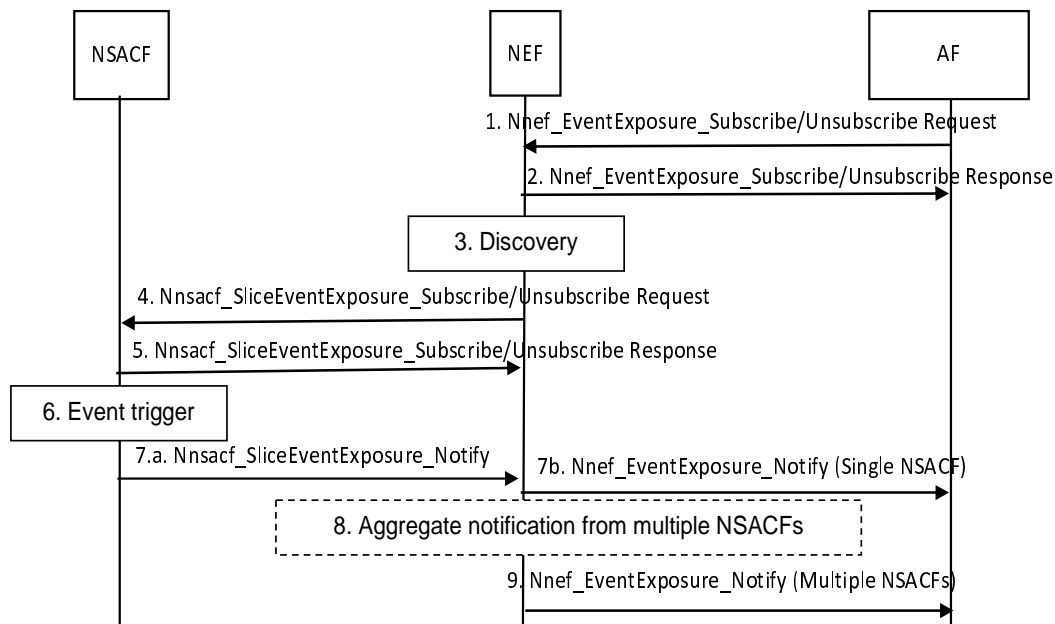 NSACF
NEF
AF
1. Nnef_EventExposure_Subscribe/Unsubscribe Request
2. Nnef_EventExposure_Subscribe/Unsubscribe Response
3. Discovery
4. Nnsacf_SliceEventExposure_Subscribe/Unsubscribe Request
5. Nnsacf_SliceEventExposure_Subscribe/Unsubscribe Response
6. Event trigger
7.a. Nnsacf_SliceEventExposure_Notify
7b. Nnef_EventExposure_Notify (Single NSACF)
8. Aggregate notification from multiple NSACFs
9. Nnef_EventExposure_Notify (Multiple NSACFs)